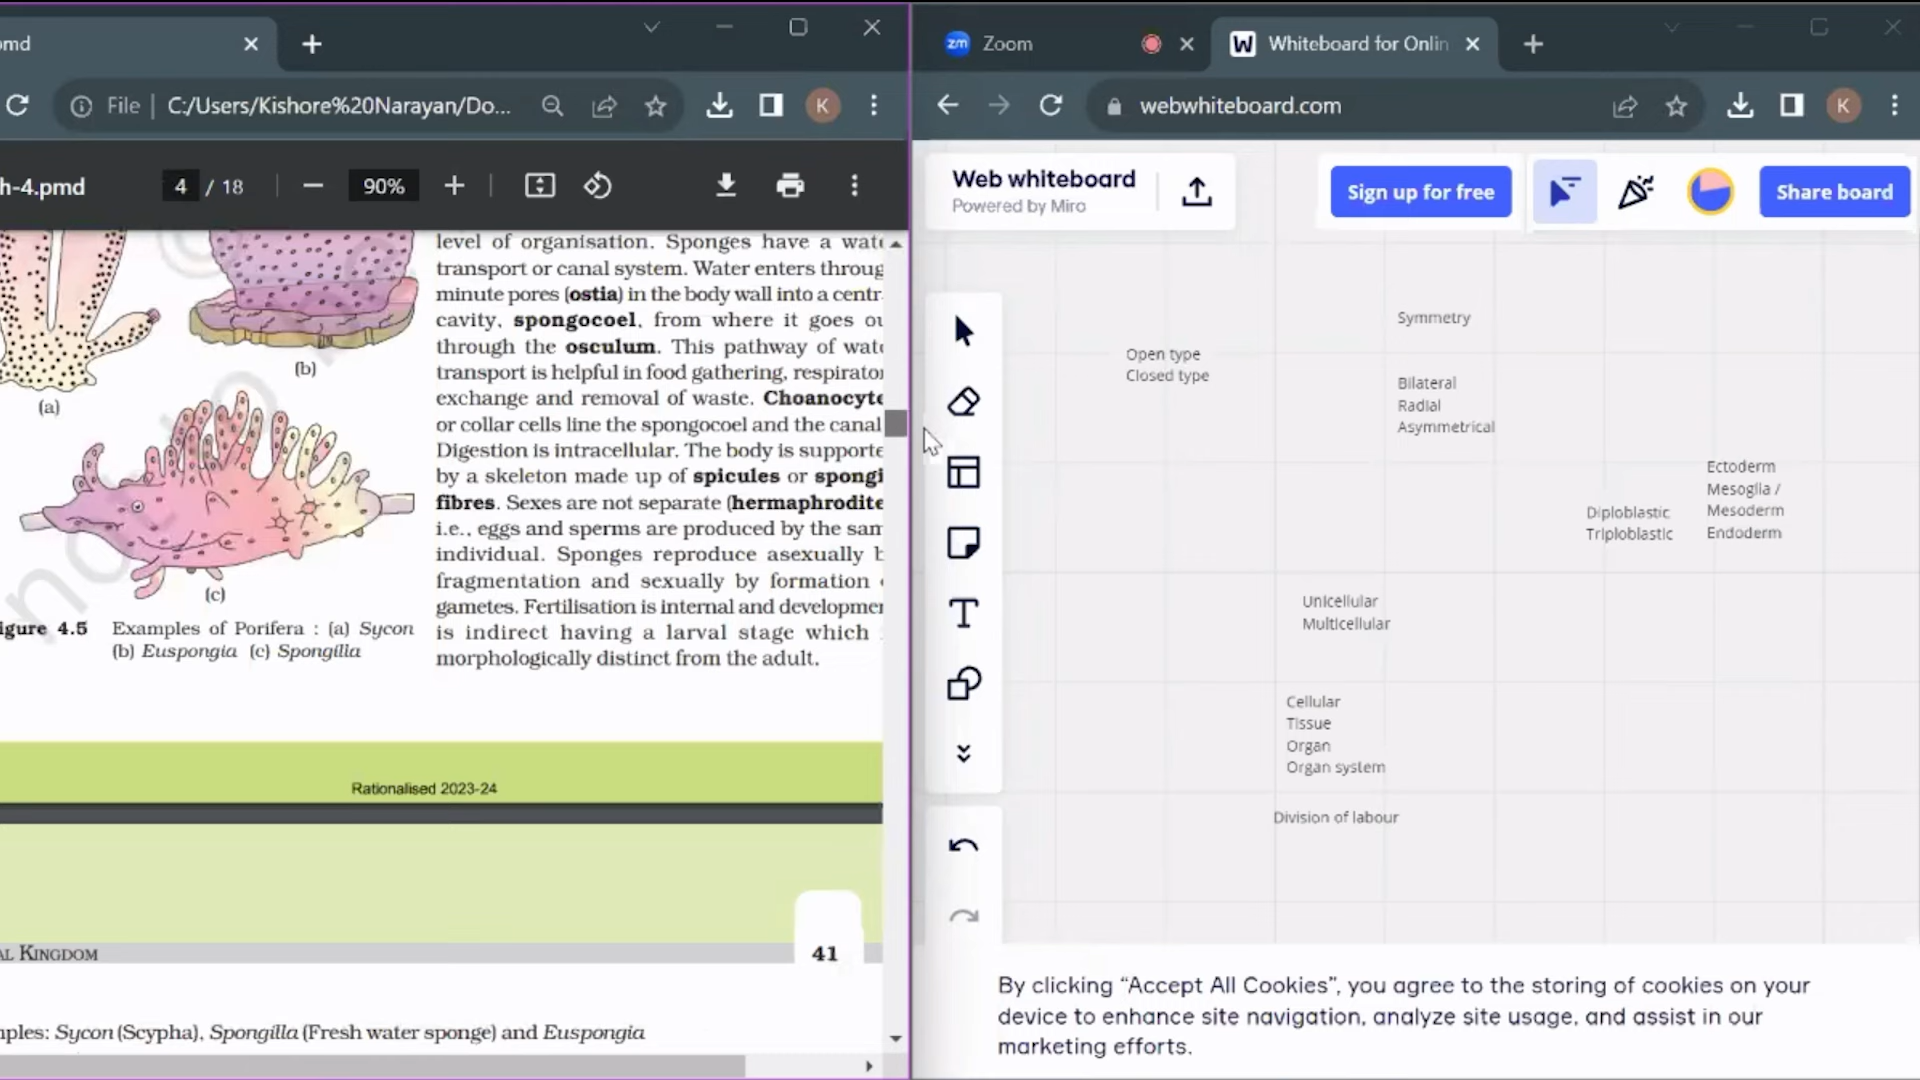 omd
File
C:/Users/Kishore%20Narayan/Do...
K
h-4.pmd
4 / 18
90%
level of organisation. Sponges have a wat
transport or canal system. Water enters throug
minute pores (ostia) in the body wall into a centr
cavity, spongocoel, from where it goes ou
through the osculum. This pathway of wat
transport is helpful in food gathering, respirato
exchange and removal of waste. Choanocyte
or collar cells line the spongocoel and the canal
Digestion is intracellular. The body is supporte
by a skeleton made up of spicules or spongi
fibres. Sexes are not separate (hermaphrodite
i.e., eggs and sperms are produced by the sam
individual. Sponges reproduce asexually b
fragmentation and sexually by formation
gametes. Fertilisation is internal and developmen
is indirect having a larval stage which
morphologically distinct from the adult.
(a)
(b)
(c)
igure 4.5 Examples of Porifera : (a) Sycon
(b) Euspongia (c) Spongilla
Rationalised 2023-24
AL KINGDOM
41
ples: Sycon (Scypha), Spongilla (Fresh water sponge) and Euspongia
zm Zoom
W Whiteboard for Onlin
webwhiteboard.com
K
Web whiteboard
Powered by Miro
Sign up for free
Share board
Symmetry
Open type
Closed type
Bilateral
Radial
Asymmetrical
Ectoderm
Mesoglia /
Mesoderm
Endoderm
Diploblastic
Triploblastic
Unicellular
Multicellular
Cellular
Tissue
Organ
Organ system
Division of labour
T
By clicking “Accept All Cookies”, you agree to the storing of cookies on your
device to enhance site navigation, analyze site usage, and assist in our
marketing efforts.